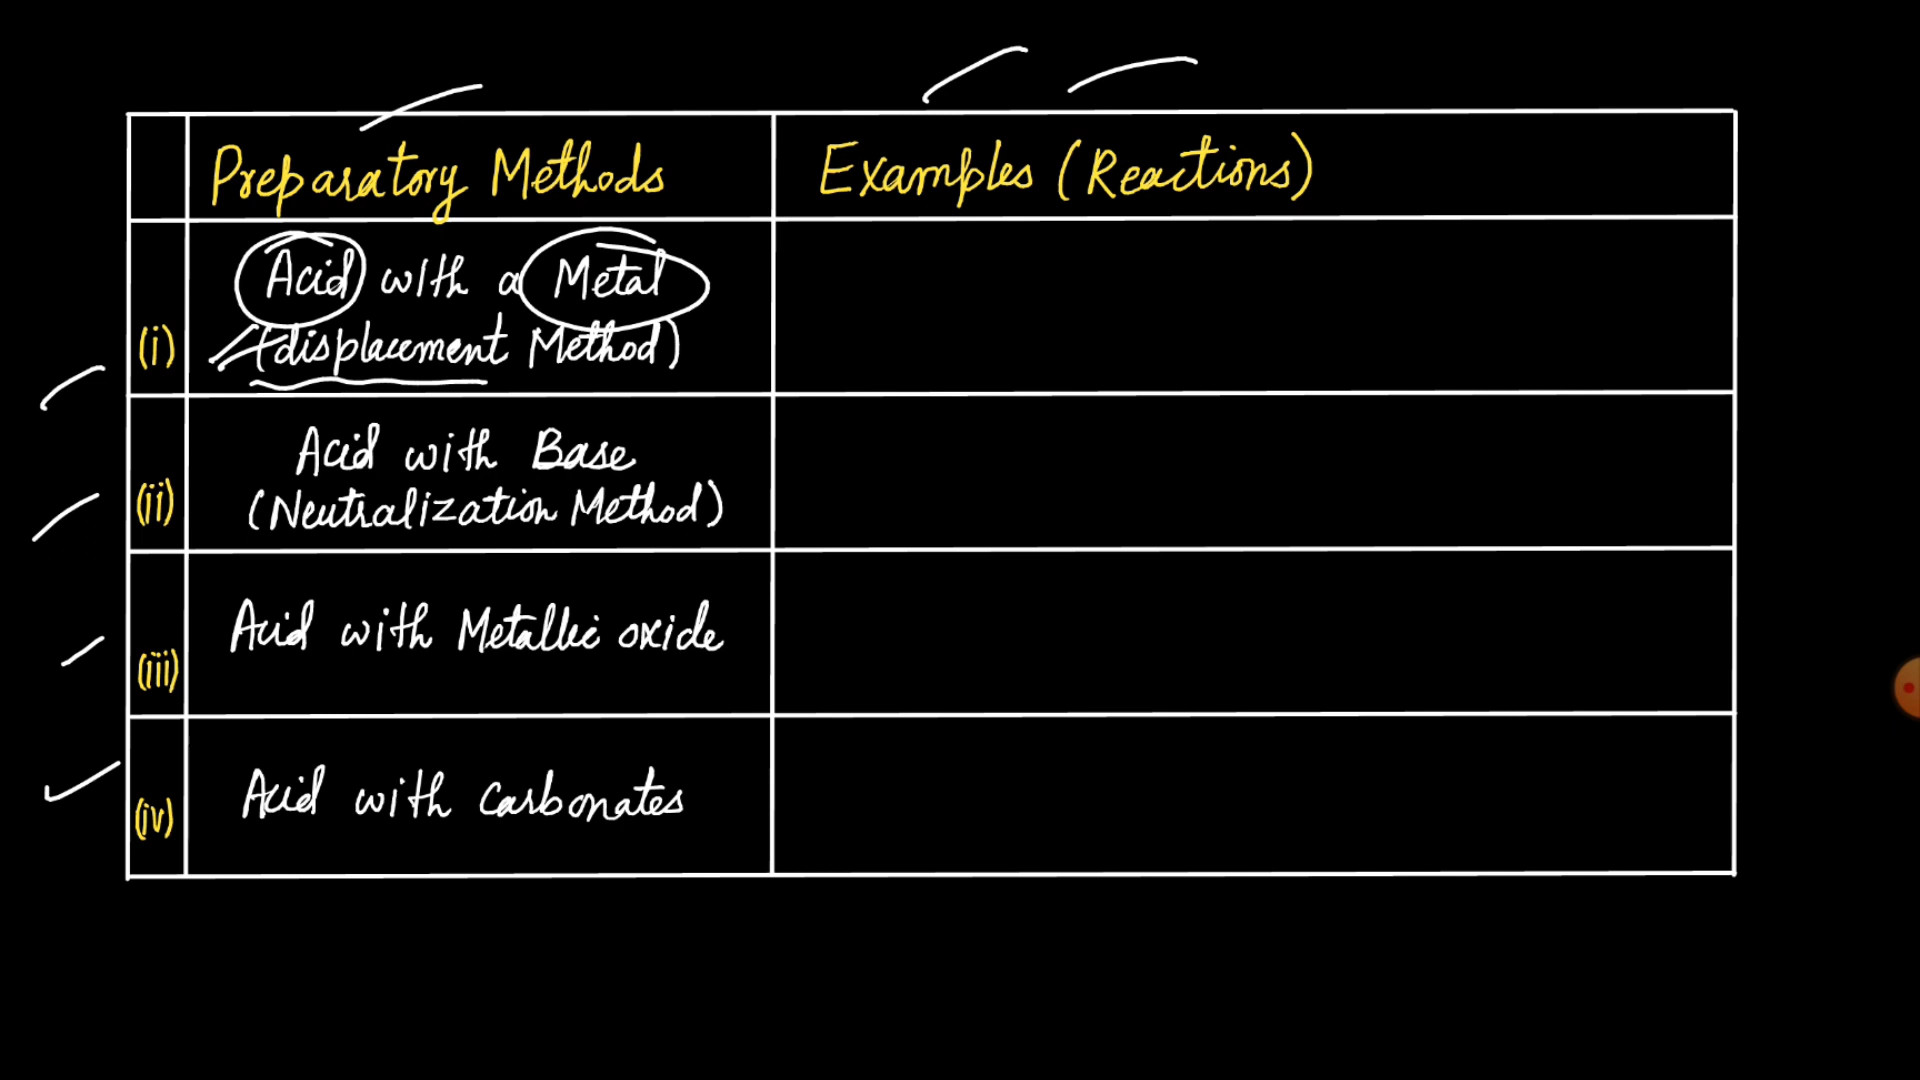 Preparatory Methods
Examples (Reactions)
(i)
Acid with a Metal
(displacement Method)
(ii)
Acid with Base
(Neutralization Method)
(iii)
Acid with Metallic oxide
(iv)
Acid with Carbonates